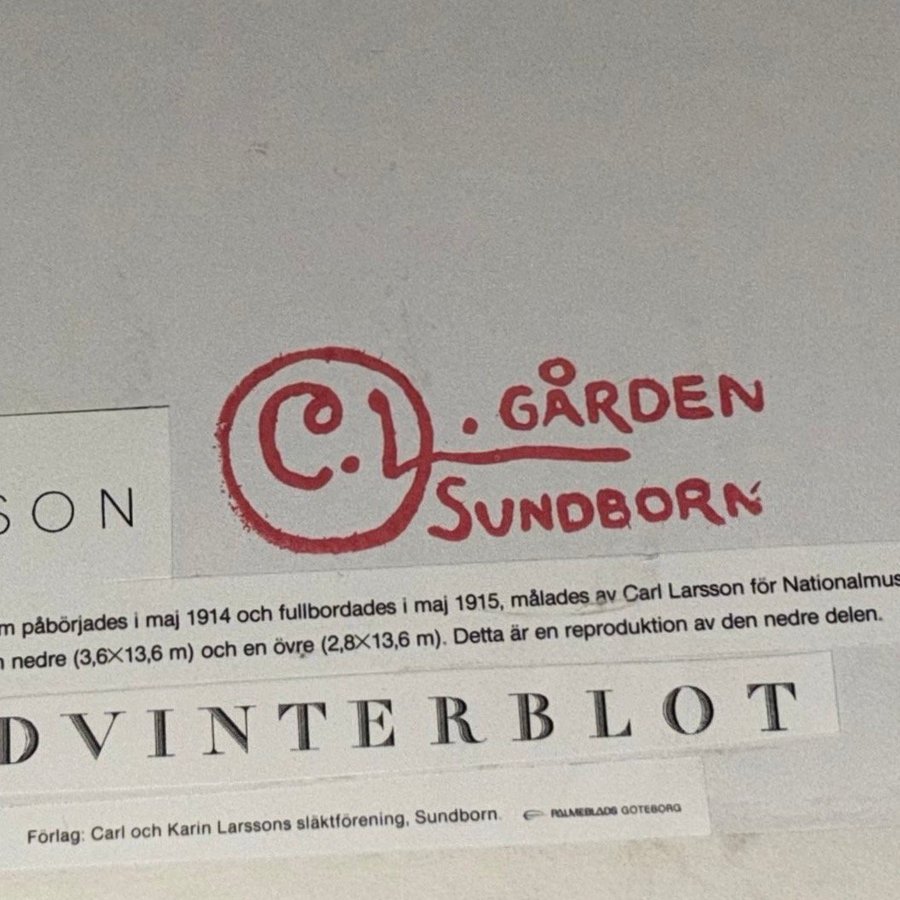 C.L. GÅRDEN
SUNDBORN
SON
påbörjades i maj 1914 och fullbordades i maj 1915, målades av Carl Larsson för Nationalmus
nedre (3,6×13,6 m) och en övre (2,8×13,6 m). Detta är en reproduktion av den nedre delen.
DVINTERBLOT
Förlag: Carl och Karin Larssons släktförening, Sundborn. PALMEBLADS GÖTEBORG